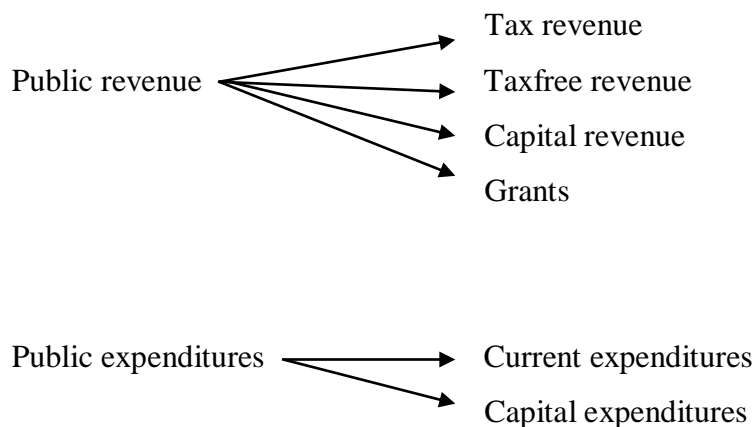 Tax revenue
Public revenue
Taxfree revenue
Capital revenue
Grants
Public expenditures
Current expenditures
Capital expenditures